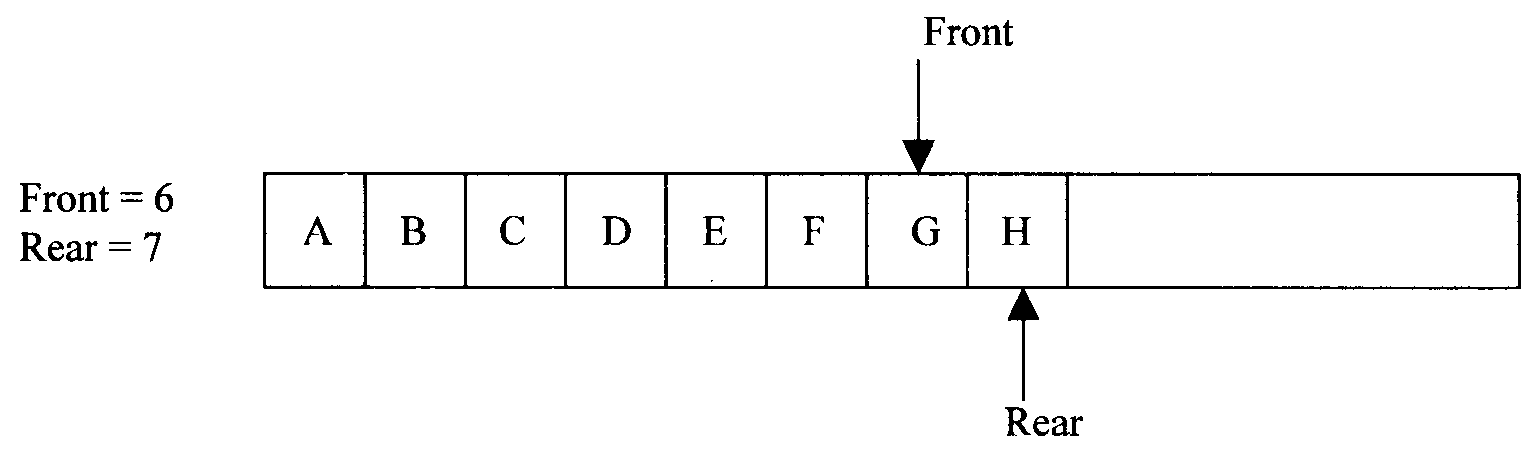 Front
Front = 6
Rear = 7
A B C D E F G H
Rear